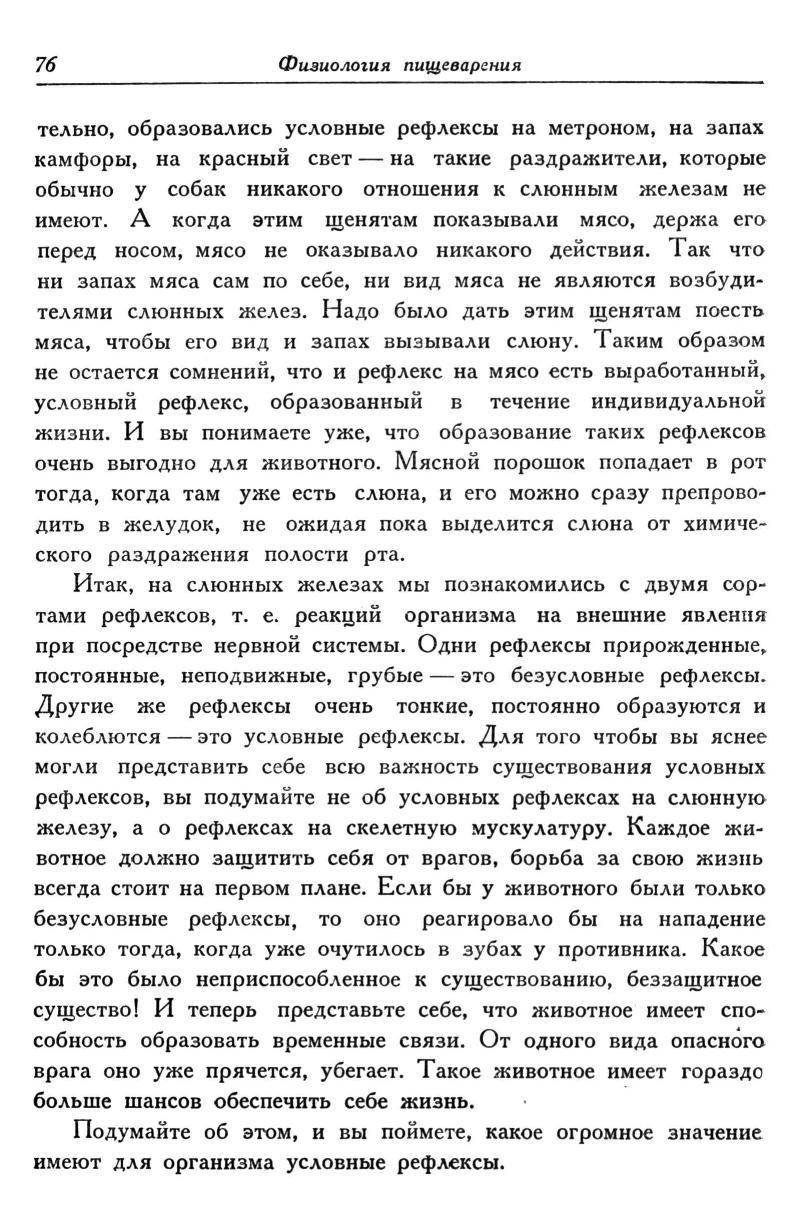 76 Физиология пищеварения
тельно, образовались условные рефлексы на метроном, на запах
камфоры, на красный свет — на такие раздражители, которые
обычно у собак никакого отношения к слюнным железам не
имеют. А когда этим щенятам показывали мясо, держа его
перед носом, мясо не оказывало никакого действия. Так что
ни запах мяса сам по себе, ни вид мяса не являются возбуди-
телями слюнных желез. Надо было дать этим щенятам поесть
мяса, чтобы его вид и запах вызывали слюну. Таким образом
не остается сомнений, что и рефлекс на мясо есть выработанный,
условный рефлекс, образованный в течение индивидуальной
жизни. И вы понимаете уже, что образование таких рефлексов
очень выгодно для животного. Мясной порошок попадает в рот
тогда, когда там уже есть слюна, и его можно сразу препрово-
дить в желудок, не ожидая пока выделится слюна от химиче-
ского раздражения полости рта.
Итак, на слюнных железах мы познакомились с двумя сор-
тами рефлексов, т. е. реакций организма на внешние явления
при посредстве нервной системы. Одни рефлексы прирожденные,
постоянные, неподвижные, грубые — это безусловные рефлексы.
Другие же рефлексы очень тонкие, постоянно образуются и
колеблются — это условные рефлексы. Для того чтобы вы яснее
могли представить себе всю важность существования условных
рефлексов, вы подумайте не об условных рефлексах на слюнную
железу, а о рефлексах на скелетную мускулатуру. Каждое жи-
вотное должно защитить себя от врагов, борьба за свою жизнь
всегда стоит на первом плане. Если бы у животного были только
безусловные рефлексы, то оно реагировало бы на нападение
только тогда, когда уже очутилось в зубах у противника. Какое
бы это было неприспособленное к существованию, беззащитное
существо! И теперь представьте себе, что животное имеет спо-
собность образовать временные связи. От одного вида опасного
врага оно уже прячется, убегает. Такое животное имеет гораздо
больше шансов обеспечить себе жизнь.
Подумайте об этом, и вы поймете, какое огромное значение
имеют для организма условные рефлексы.